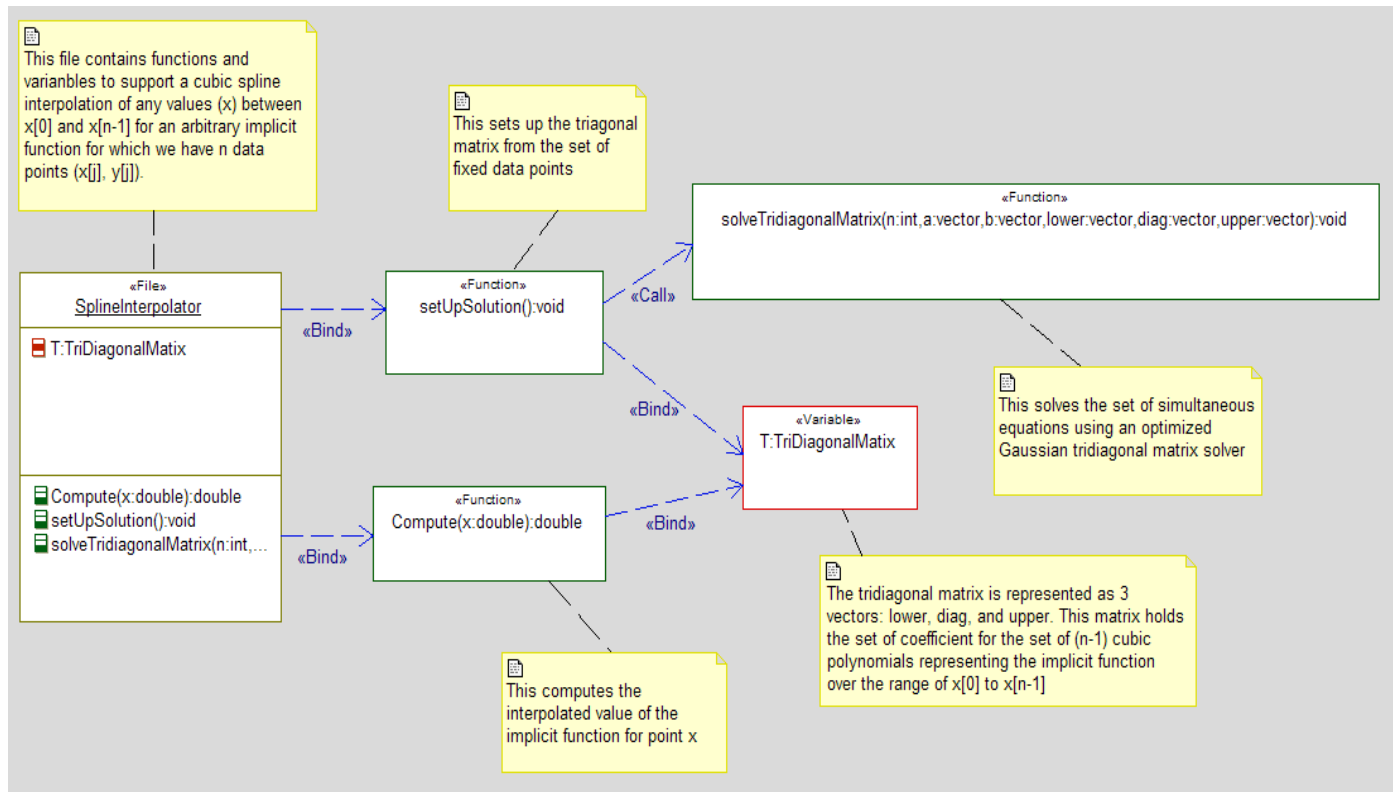 This file contains functions and
varianbles to support a cubic spline
interpolation of any values (x) between
x[0] and x[n-1] for an arbitrary implicit
function for which we have n data
points (x[j], y[j]).
This sets up the triagonal
matrix from the set of
fixed data points
«Function»
solveTridiagonalMatrix(n:int,a:vector,b:vector,lower:vector,diag:vector,upper:vector):void
«File»
SplineInterpolator
T:TriDiagonalMatix
Compute(x:double):double
setUpSolution():void
solveTridiagonalMatrix(n:int,...
«Bind»
«Function»
setUpSolution():void
«Call»
«Bind»
This solves the set of simultaneous
equations using an optimized
Gaussian tridiagonal matrix solver
«Variable»
T:TriDiagonalMatix
«Bind»
«Function»
Compute(x:double):double
«Bind»
The tridiagonal matrix is represented as 3
vectors: lower, diag, and upper. This matrix holds
the set of coefficient for the set of (n-1) cubic
polynomials representing the implicit function
over the range of x[0] to x[n-1]
This computes the
interpolated value of the
implicit function for point x